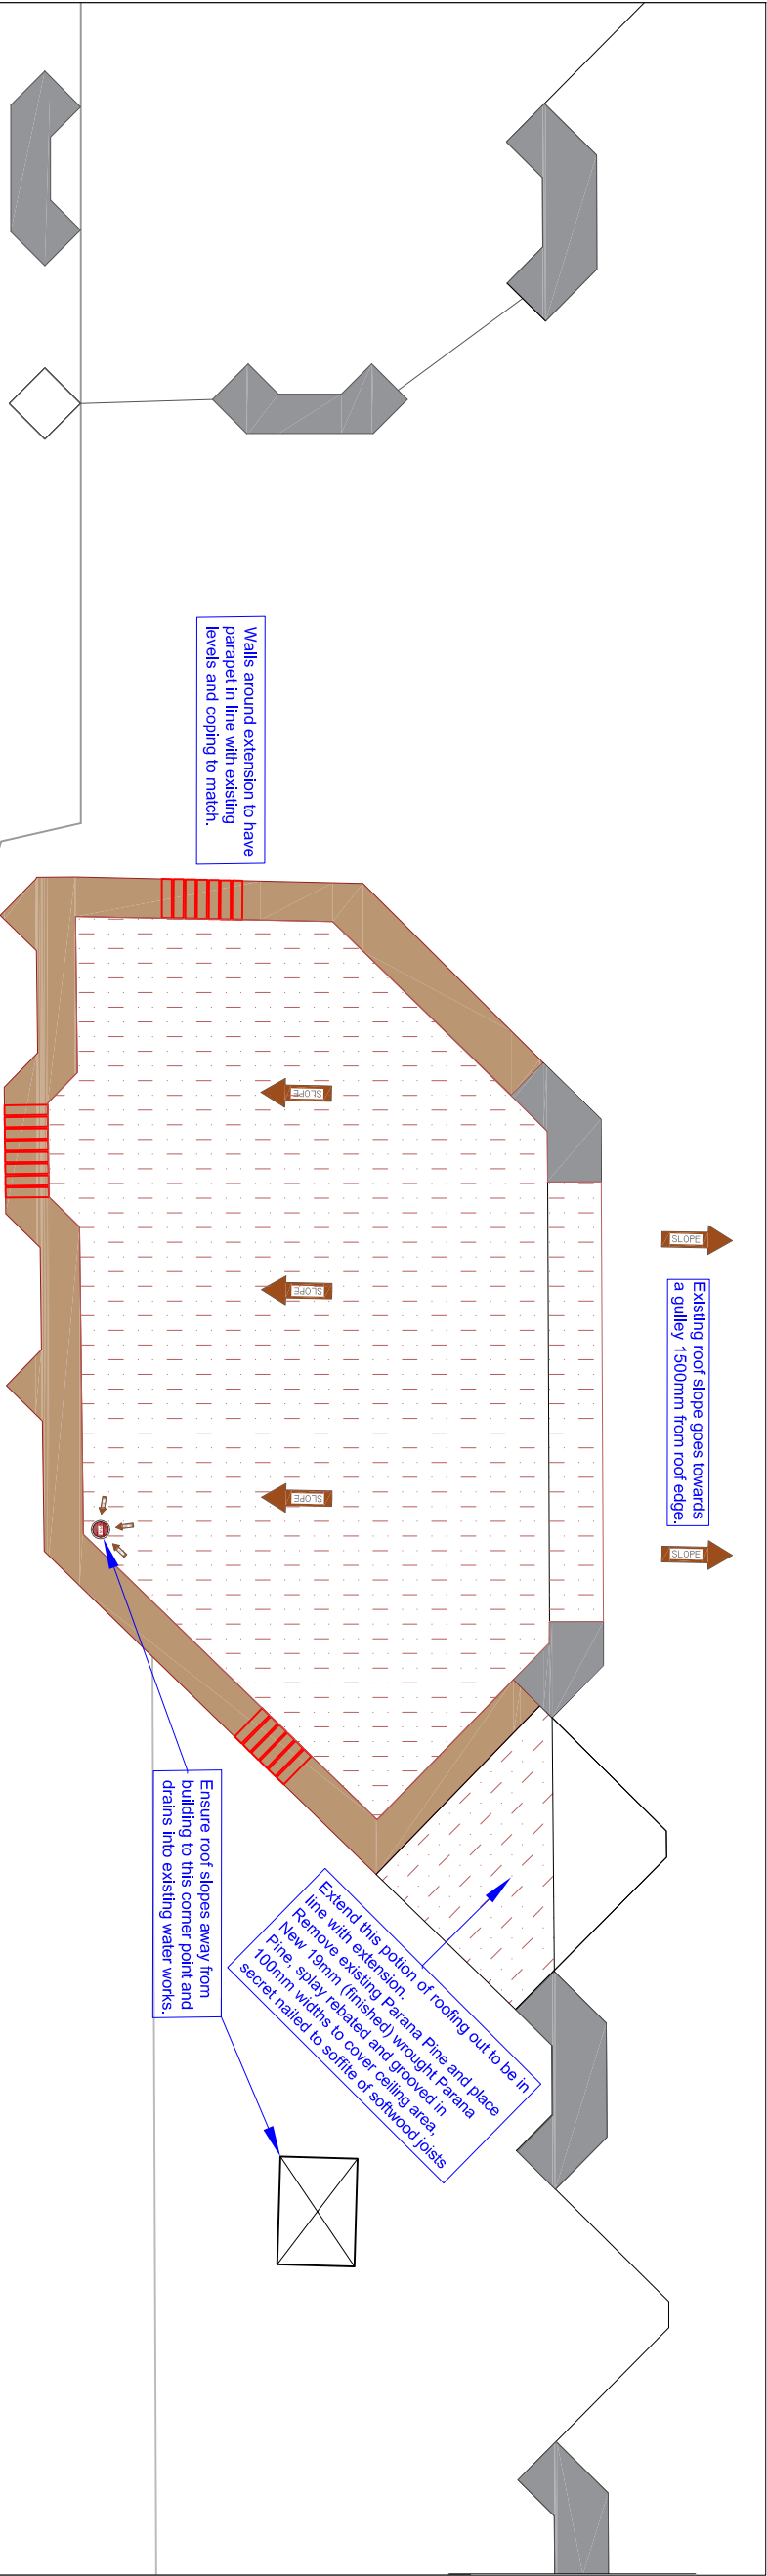 Walls around extension to have
parapet in line with existing
levels and coping to match.
SLOPE
SLOPE
SLOPE
SLOPE
Existing roof slope goes towards
a gulley 1500mm from roof edge.
SLOPE
Ensure roof slopes away from
building to this corner point and
drains into existing water works.
Extend this potion of roofing out to be in
line with extension.
Remove existing Parana Pine and place
New 19mm (finished) wrought Parana
Pine, splay rebated and grooved in
100mm widths to cover ceiling area,
secret nailed to soffite of softwood joists